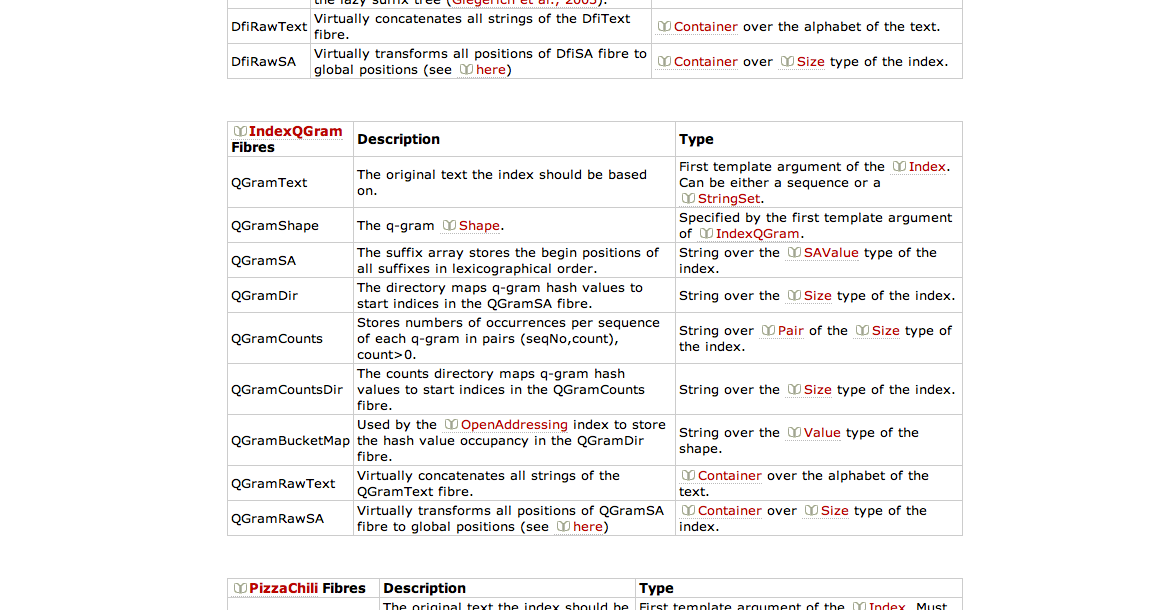 the lazy suffix tree (Giegerich et al., 2003).
DfiRawText
Virtually concatenates all strings of the DfiText
fibre.
Container over the alphabet of the text.
DfiRawSA
Virtually transforms all positions of DfiSA fibre to
global positions (see here)
Container over Size type of the index.
IndexQGram
Fibres
Description
Type
QGramText
The original text the index should be based
on.
First template argument of the Index.
Can be either a sequence or a
StringSet.
QGramShape
The q-gram Shape.
Specified by the first template argument
of IndexQGram.
QGramSA
The suffix array stores the begin positions of
all suffixes in lexicographical order.
String over the SAValue type of the
index.
QGramDir
The directory maps q-gram hash values to
start indices in the QGramSA fibre.
String over the Size type of the index.
QGramCounts
Stores numbers of occurrences per sequence
of each q-gram in pairs (seqNo,count),
count>0.
String over Pair of the Size type of
the index.
QGramCountsDir
The counts directory maps q-gram hash
values to start indices in the QGramCounts
fibre.
String over the Size type of the index.
QGramBucketMap
Used by the OpenAddressing index to store
the hash value occupancy in the QGramDir
fibre.
String over the Value type of the
shape.
QGramRawText
Virtually concatenates all strings of the
QGramText fibre.
Container over the alphabet of the
text.
QGramRawSA
Virtually transforms all positions of QGramSA
fibre to global positions (see here)
Container over Size type of the
index.
PizzaChili Fibres
Description
Type
The original text the index should be
First template argument of the Index. Must